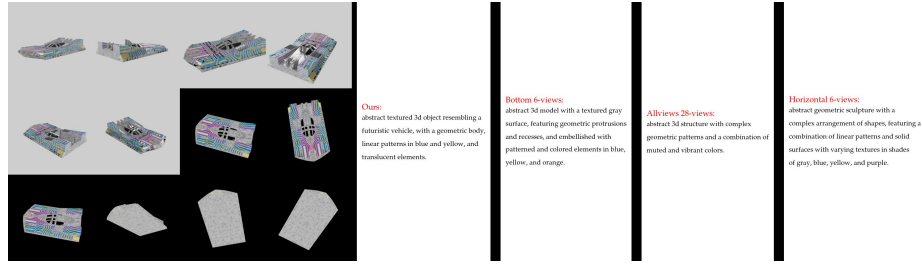 Ours:
abstract textured 3d object resembling a
futuristic vehicle, with a geometric body,
linear patterns in blue and yellow, and
translucent elements.
Bottom 6-views:
abstract 3d model with a textured gray
surface, featuring geometric protrusions
and recesses, and embellished with
patterned and colored elements in blue,
yellow, and orange.
Allviews 28-views:
abstract 3d structure with complex
geometric patterns and a combination of
muted and vibrant colors.
Horizontal 6-views:
abstract geometric sculpture with a
complex arrangement of shapes, featuring a
combination of linear patterns and solid
surfaces with varying textures in shades
of gray, blue, yellow, and purple.